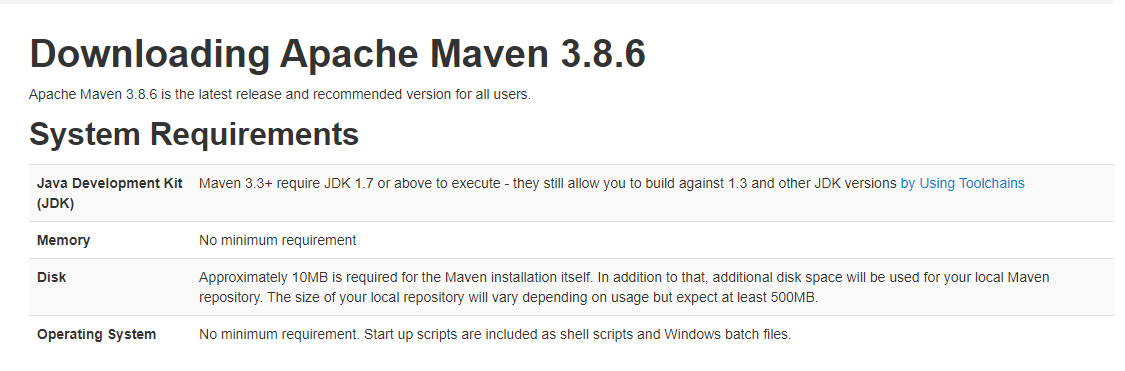 Downloading Apache Maven 3.8.6
Apache Maven 3.8.6 is the latest release and recommended version for all users.
System Requirements
Java Development Kit (JDK)
Maven 3.3+ require JDK 1.7 or above to execute - they still allow you to build against 1.3 and other JDK versions by Using Toolchains
Memory
No minimum requirement
Disk
Approximately 10MB is required for the Maven installation itself. In addition to that, additional disk space will be used for your local Maven
repository. The size of your local repository will vary depending on usage but expect at least 500MB.
Operating System
No minimum requirement. Start up scripts are included as shell scripts and Windows batch files.